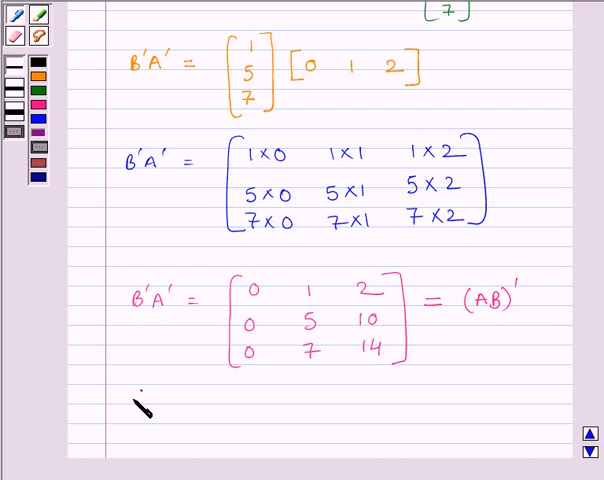 7
B'A' = [1 5 7] [0 1 2]
B'A' = [1×0 1×1 1×2
5×0 5×1 5×2
7×0 7×1 7×2]
B'A' = [0 1 2
0 5 10
0 7 14] = (AB)'